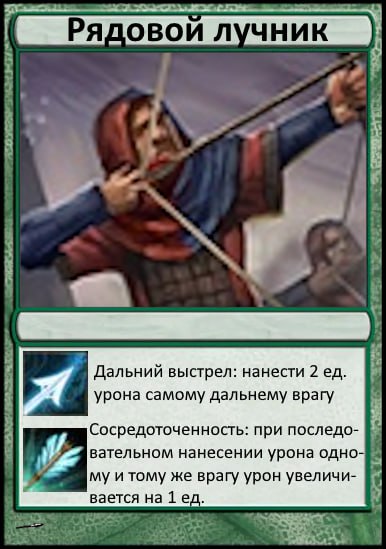 Рядовой лучник
Дальний выстрел: нанести 2 ед.
урона самому дальнему врагу
Сосредоточенность: при последо-
вательном нанесении урона одно-
му и тому же врагу урон увеличи-
вается на 1 ед.